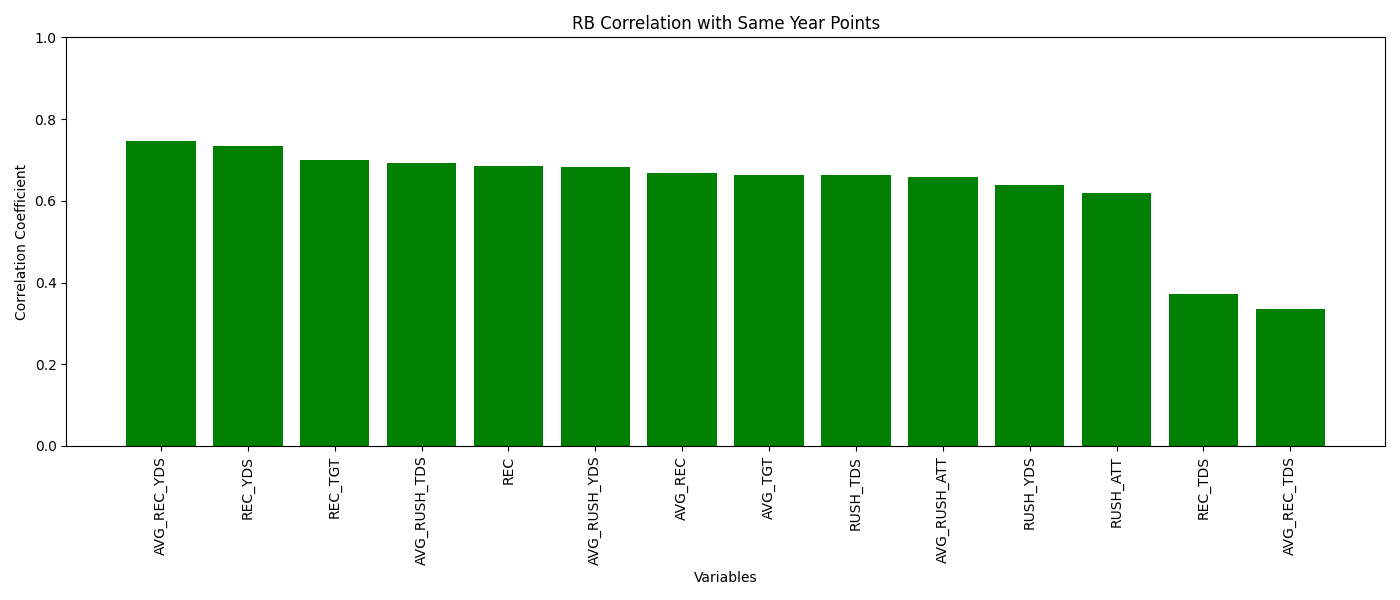 RB Correlation with Same Year Points
Correlation Coefficient
1.0
0.8
0.6
0.4
0.2
0.0
AVG_REC_YDS
REC_YDS
REC_TGT
AVG_RUSH_TDS
REC
AVG_RUSH_YDS
AVG_REC
AVG_TGT
RUSH_TDS
AVG_RUSH_ATT
RUSH_YDS
RUSH_ATT
REC_TDS
AVG_REC_TDS
Variables